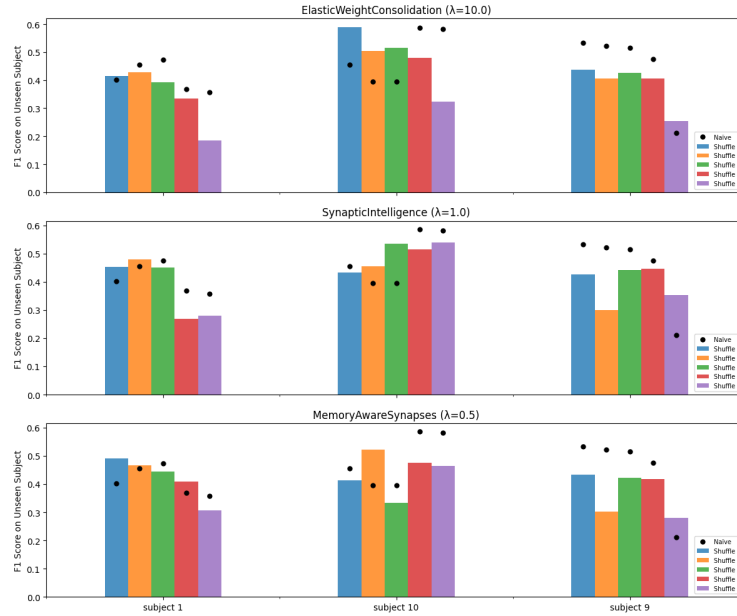 ElasticWeightConsolidation (λ=10.0)
F1 Score on Unseen Subject
0.6
0.5
0.4
0.3
0.2
0.1
0.0
Naive
Shuffle
Shuffle
Shuffle
Shuffle
Shuffle
SynapticIntelligence (λ=1.0)
F1 Score on Unseen Subject
0.6
0.5
0.4
0.3
0.2
0.1
0.0
Naive
Shuffle
Shuffle
Shuffle
Shuffle
Shuffle
MemoryAwareSynapses (λ=0.5)
F1 Score on Unseen Subject
0.6
0.5
0.4
0.3
0.2
0.1
0.0
Naive
Shuffle
Shuffle
Shuffle
Shuffle
Shuffle
subject 1
subject 10
subject 9